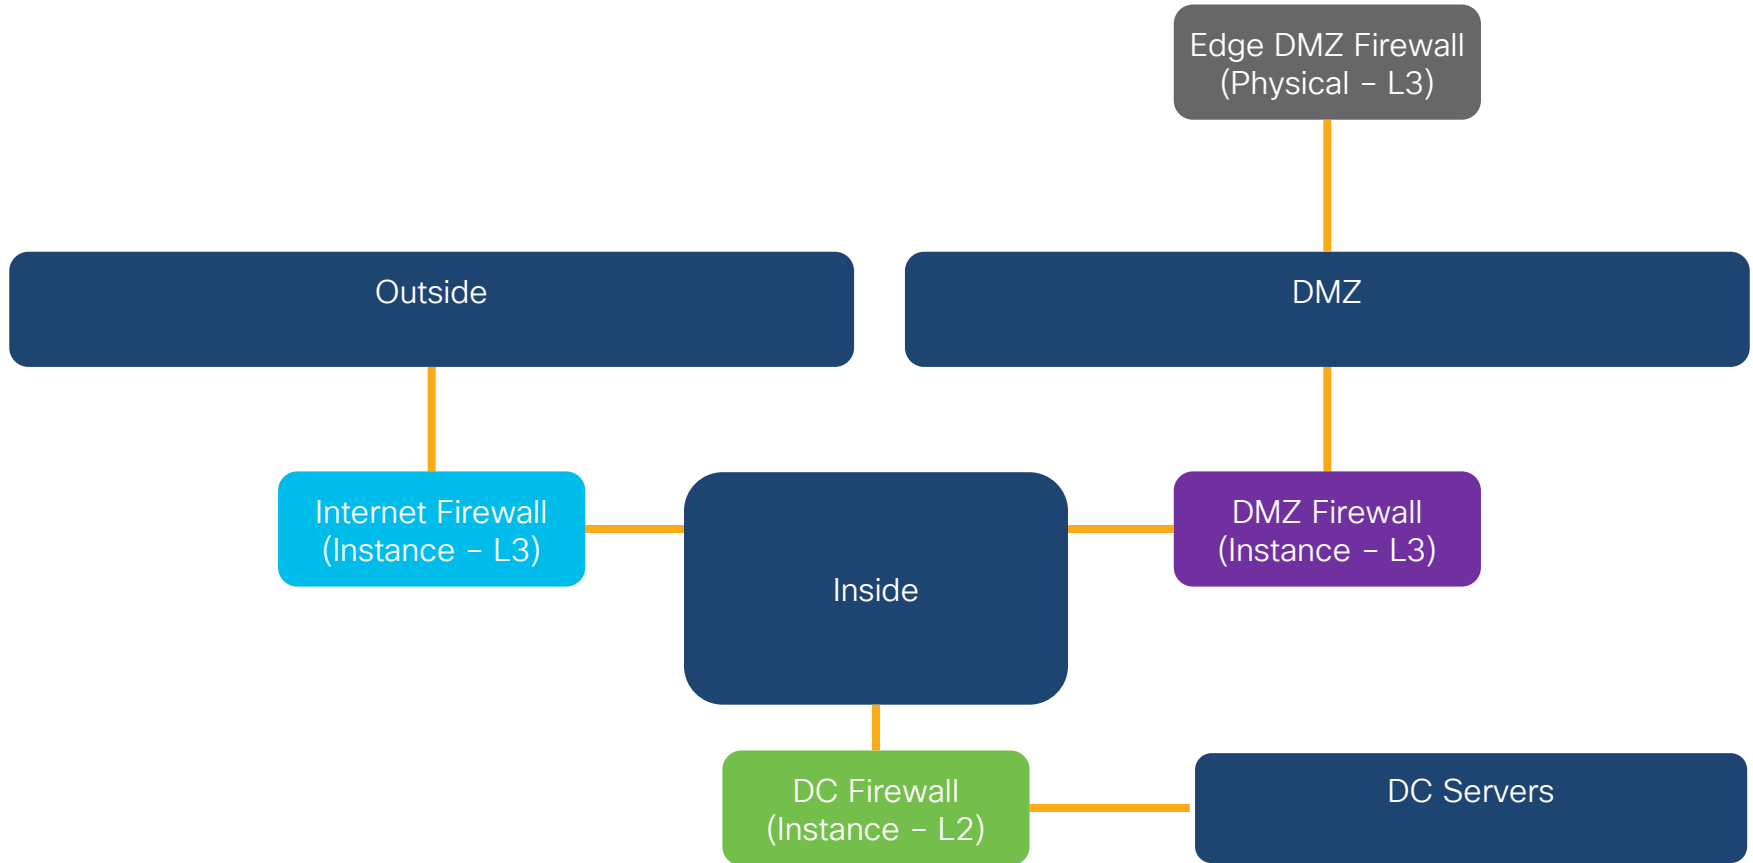 Edge DMZ Firewall
(Physical – L3)
Outside
DMZ
Internet Firewall
(Instance – L3)
Inside
DMZ Firewall
(Instance – L3)
DC Firewall
(Instance – L2)
DC Servers